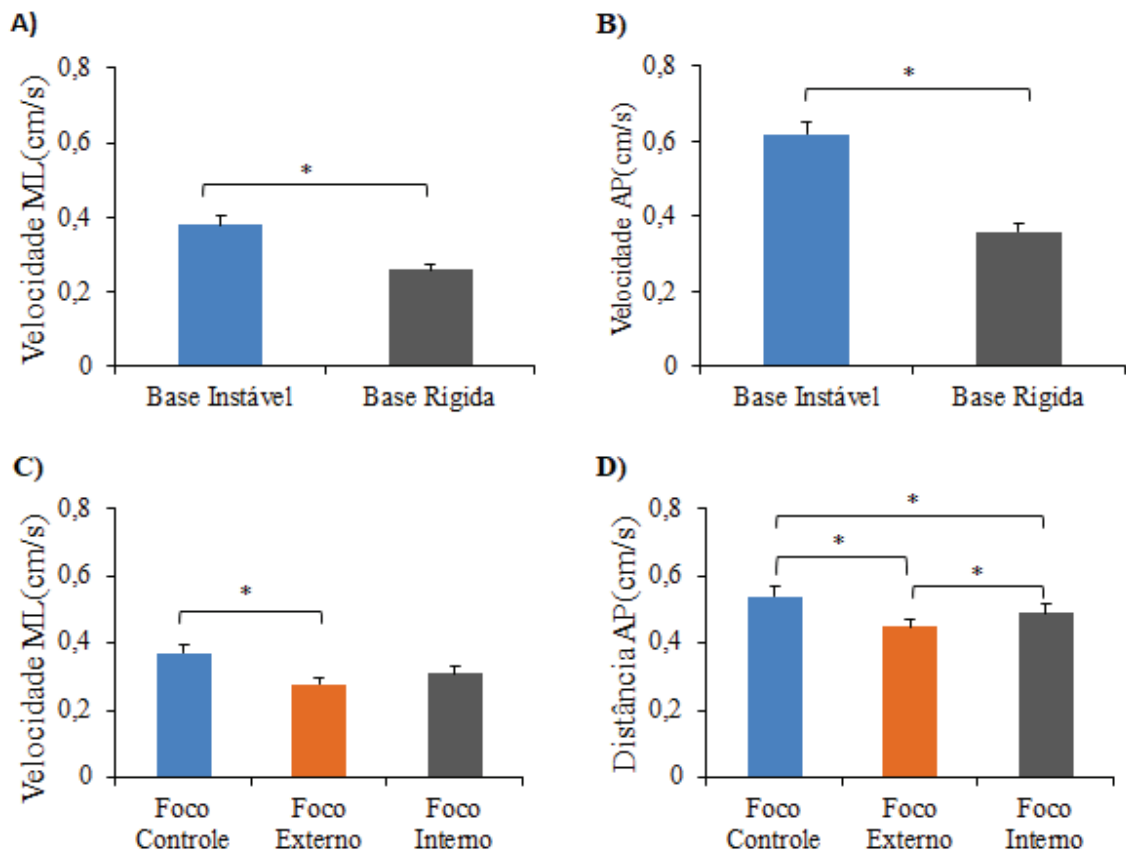 A)
Velocidade ML(cm/s)
0,8
0,6
0,4
0,2
0
*
Base Instável
Base Rígida
B)
Velocidade AP(cm/s)
0,8
0,6
0,4
0,2
0
*
Base Instável
Base Rígida
C)
Velocidade ML(cm/s)
0,8
0,6
0,4
0,2
0
*
Foco
Controle
Foco
Externo
Foco
Interno
D)
Distância AP(cm/s)
0,8
0,6
0,4
0,2
0
*
*
*
Foco
Controle
Foco
Externo
Foco
Interno